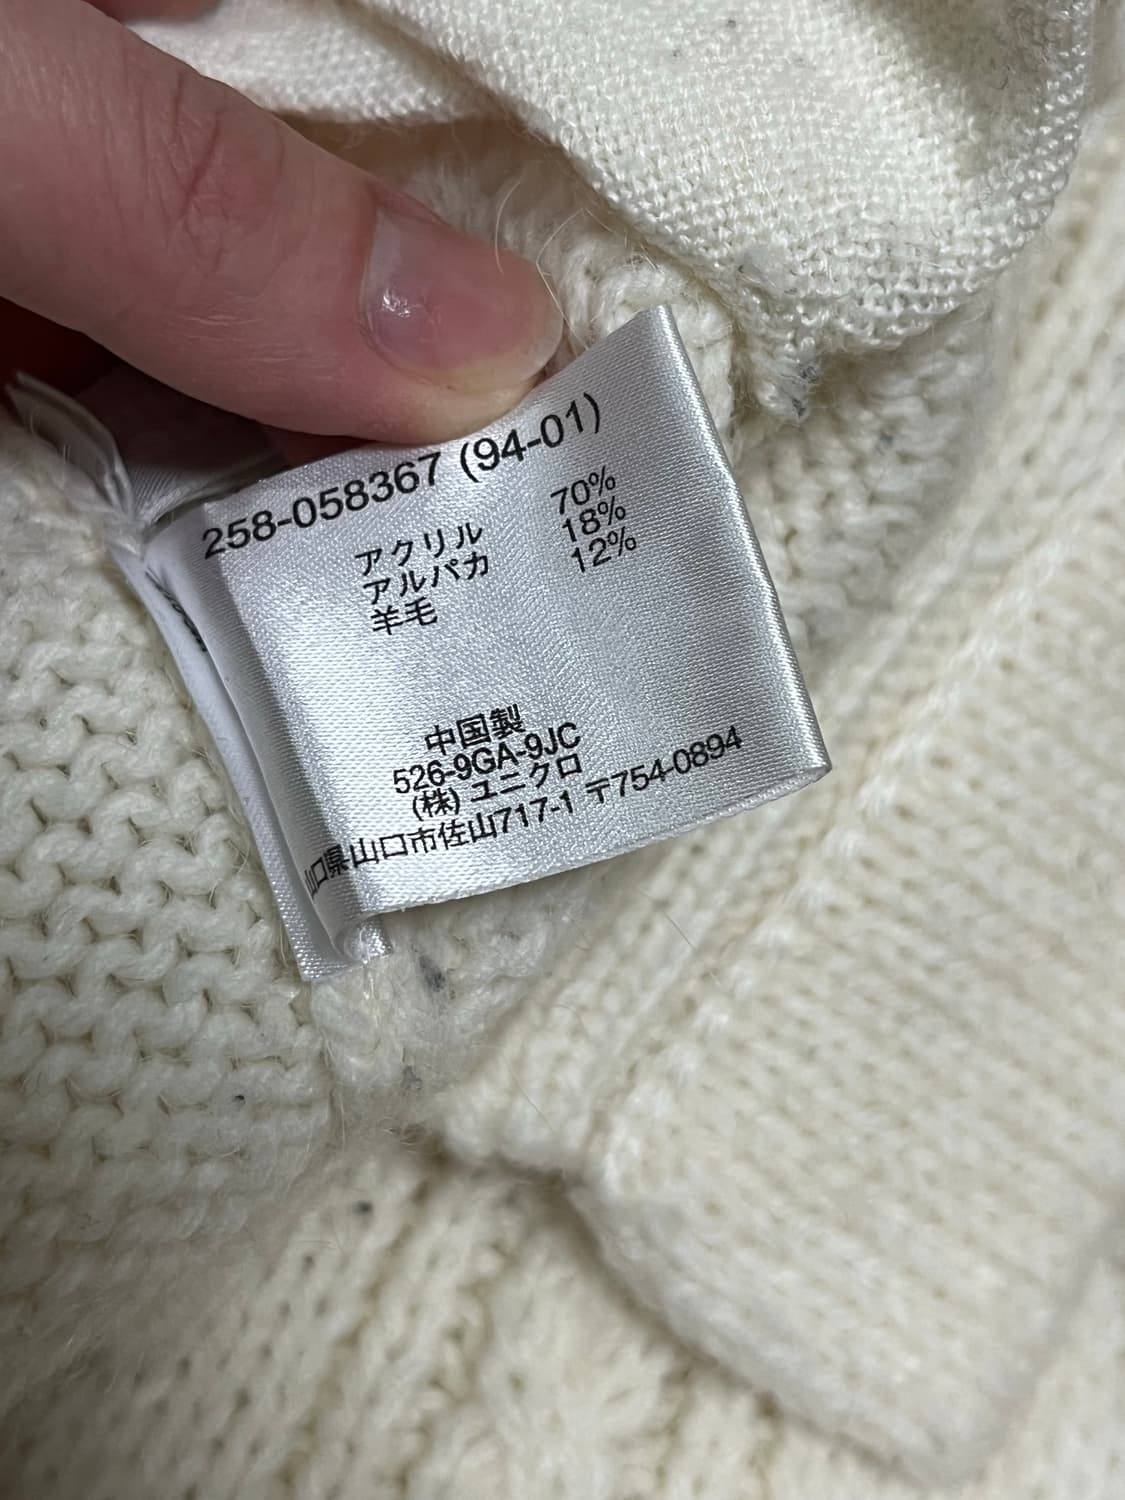 258-058367 (94-01)
アクリル 70%
アルパカ 18%
羊毛 12%
中国製
526-9GA-9JC
(株) ユニクロ
山口県山口市佐山717-1 〒754-0894